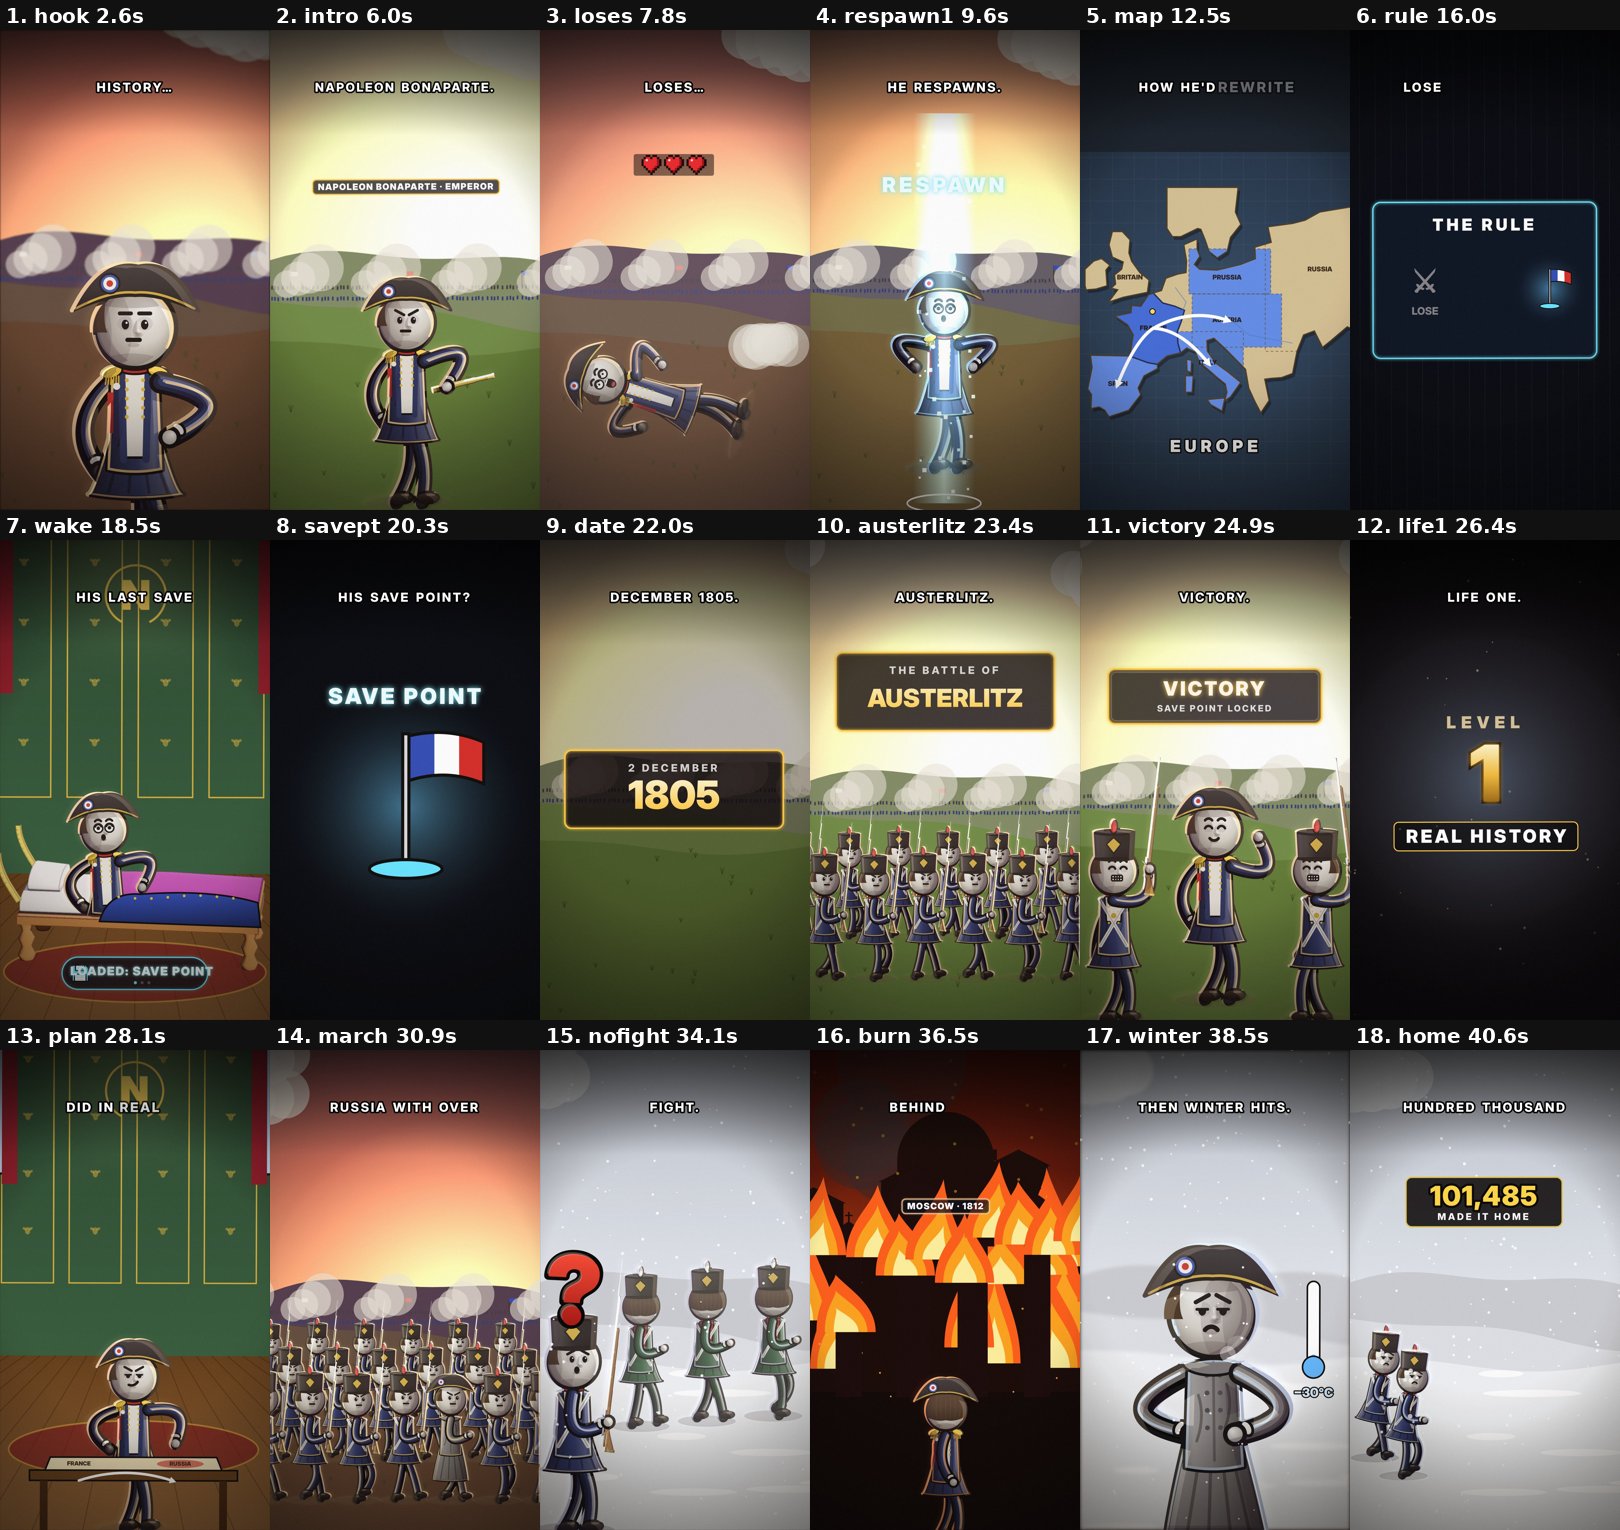 1. hook 2.6s
HISTORY...
2. intro 6.0s
NAPOLEON BONAPARTE.
NAPOLEON BONAPARTE · EMPEROR
3. loses 7.8s
LOSES...
4. respawn1 9.6s
HE RESPAWNS.
RESPAWN
5. map 12.5s
HOW HE'D REWRITE
BRITAIN
PRUSSIA
RUSSIA
EUROPE
6. rule 16.0s
LOSE
THE RULE
LOSE
7. wake 18.5s
HIS LAST SAVE
N
LOADED: SAVE POINT
8. savept 20.3s
HIS SAVE POINT?
SAVE POINT
9. date 22.0s
DECEMBER 1805.
2 DECEMBER
1805
10. austerlitz 23.4s
AUSTERLITZ.
THE BATTLE OF
AUSTERLITZ
11. victory 24.9s
VICTORY.
VICTORY
SAVE POINT LOCKED
12. life1 26.4s
LIFE ONE.
LEVEL
1
REAL HISTORY
13. plan 28.1s
N
DID IN REAL
FRANCE
RUSSIA
14. march 30.9s
RUSSIA WITH OVER
15. nofight 34.1s
FIGHT.
?
16. burn 36.5s
BEHIND
MOSCOW · 1812
17. winter 38.5s
THEN WINTER HITS.
-30°C
18. home 40.6s
HUNDRED THOUSAND
101,485
MADE IT HOME